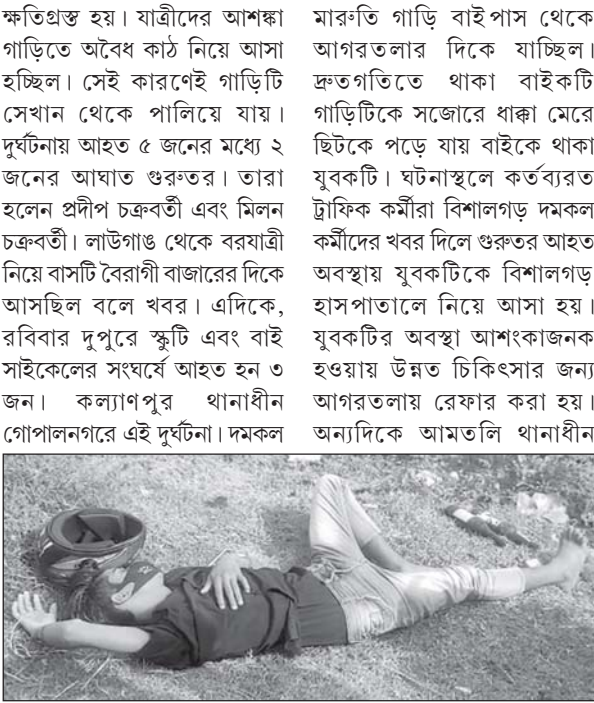 ক্ষতিগ্রস্ত হয়। যাত্রীদের আশঙ্কা
গাড়িতে অবৈধ কাঠ নিয়ে আসা
হচ্ছিল। সেই কারণেই গাড়িটি
সেখান থেকে পালিয়ে যায়।
দুর্ঘটনায় আহত ৫ জনের মধ্যে ২
জনের আঘাত গুরুতর। তারা
হলেন প্রদীপ চক্রবর্তী এবং মিলন
চক্রবর্তী। লাউগাঙ থেকে বরযাত্রী
নিয়ে বাসটি বৈরাগী বাজারের দিকে
আসছিল বলে খবর। এদিকে,
রবিবার দুপুরে স্কুটি এবং বাই
সাইকেলের সংঘর্ষে আহত হন ৩
জন। কল্যাণপুর থানাধীন
গোপালনগরে এই দুর্ঘটনা। দমকল
মারুতি গাড়ি বাইপাস থেকে
আগরতলার দিকে যাচ্ছিল।
দ্রুতগতিতে থাকা বাইকটি
গাড়িটিকে সজোরে ধাক্কা মেরে
ছিটকে পড়ে যায় বাইকে থাকা
যুবকটি। ঘটনাস্থলে কর্তব্যরত
ট্রাফিক কর্মীরা বিশালগড় দমকল
কর্মীদের খবর দিলে গুরুতর আহত
অবস্থায় যুবকটিকে বিশালগড়
হাসপাতালে নিয়ে আসা হয়।
যুবকটির অবস্থা আশংকাজনক
হওয়ায় উন্নত চিকিৎসার জন্য
আগরতলায় রেফার করা হয়।
অন্যদিকে আমতলি থানাধীন